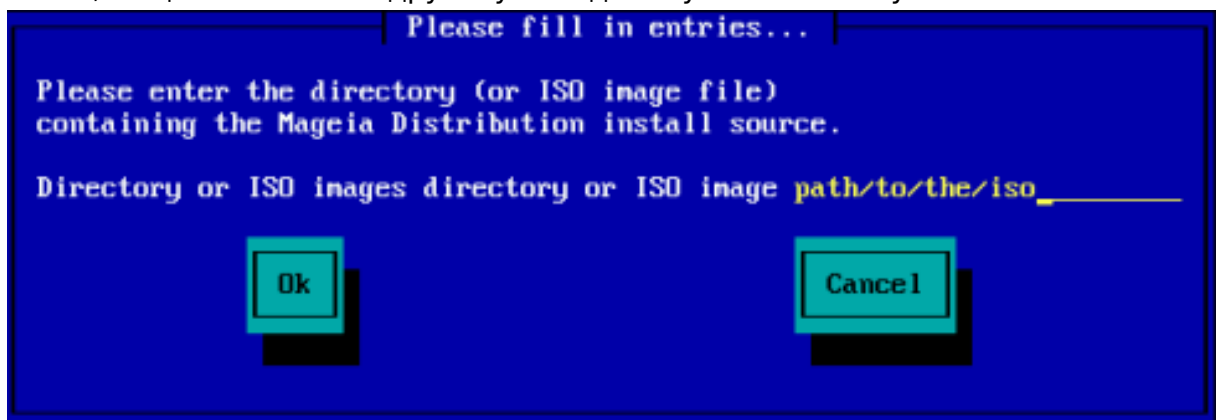 Please fill in entries...
Please enter the directory (or ISO image file)
containing the Mageia Distribution install source.
Directory or ISO images directory or ISO image path/to/the/iso_
Ok
Cancel